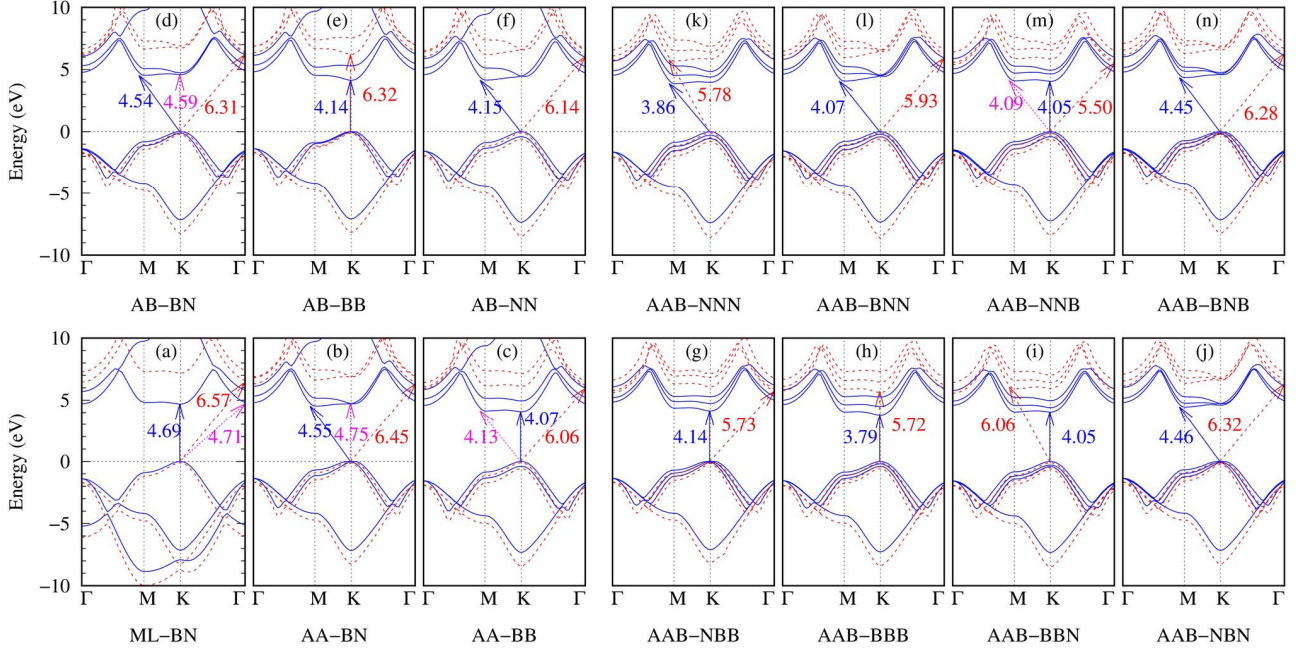 (d) (e) (f) (k) (l) (m) (n)
10
5
0
−5
−10
Energy (eV)
4.54 4.59 6.31
4.14 6.32
4.15 6.14
3.86 5.78
4.07 5.93
4.09 4.05 5.50
4.45 6.28
Γ M K Γ Γ M K Γ Γ M K Γ Γ M K Γ Γ M K Γ Γ M K Γ Γ M K Γ
AB−BN AB−BB AB−NN AAB−NNN AAB−BNN AAB−NNB AAB−BNB
(a) (b) (c) (g) (h) (i) (j)
10
5
0
−5
−10
Energy (eV)
4.69 6.57 4.71
4.55 4.75 6.45
4.13 4.07 6.06
4.14 5.73
3.79 5.72
6.06 4.05
4.46 6.32
Γ M K Γ Γ M K Γ Γ M K Γ Γ M K Γ Γ M K Γ Γ M K Γ Γ M K Γ
ML−BN AA−BN AA−BB AAB−NBB AAB−BBB AAB−BBN AAB−NBN